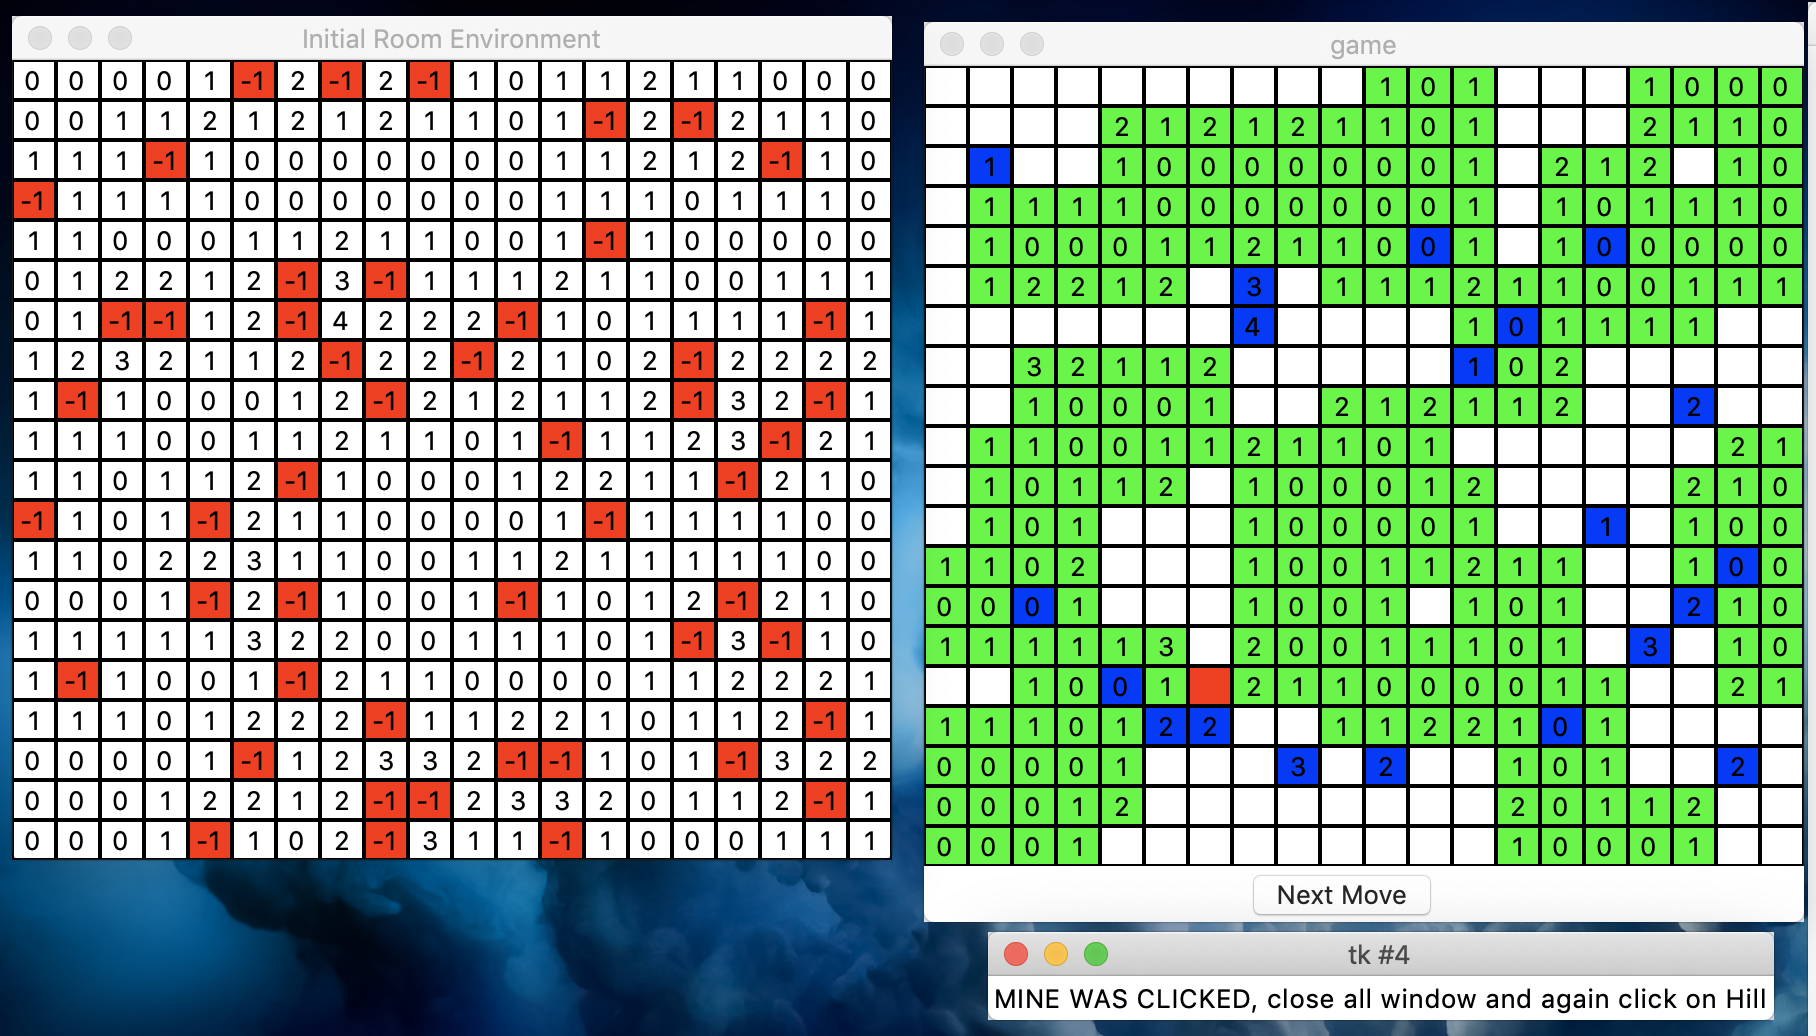 Initial Room Environment
0 0 0 0 1 -1 2 -1 2 -1 1 0 1 1 2 1 1 0 0 0
0 0 1 1 2 1 2 1 2 1 1 0 1 -1 2 -1 2 1 1 0
1 1 1 -1 1 0 0 0 0 0 0 0 1 1 2 1 2 -1 1 0
-1 1 1 1 1 0 0 0 0 0 0 0 1 1 1 0 1 1 1 0
1 1 0 0 0 1 1 2 1 1 0 0 1 -1 1 0 0 0 0 0
0 1 2 2 1 2 -1 3 -1 1 1 1 2 1 1 0 0 1 1 1
0 1 -1 -1 1 2 -1 4 2 2 2 -1 1 0 1 1 1 1 -1 1
1 2 3 2 1 1 2 -1 2 2 -1 2 1 0 2 -1 2 2 2 2
1 -1 1 0 0 0 1 2 -1 2 1 2 1 1 2 -1 3 2 -1 1
1 1 1 0 0 1 1 2 1 1 0 1 -1 1 1 2 3 -1 2 1
1 1 0 1 1 2 -1 1 0 0 0 1 2 2 1 1 -1 2 1 0
-1 1 0 1 -1 2 1 1 0 0 0 0 1 -1 1 1 1 1 0 0
1 1 0 2 2 3 1 1 0 0 1 1 2 1 1 1 1 1 0 0
0 0 0 1 -1 2 -1 1 0 0 1 -1 1 0 1 2 -1 2 1 0
1 1 1 1 1 3 2 2 0 0 1 1 1 0 1 -1 3 -1 1 0
1 -1 1 0 0 1 -1 2 1 1 0 0 0 0 1 1 2 2 2 1
1 1 1 0 1 2 2 2 -1 1 1 2 2 1 0 1 1 2 -1 1
0 0 0 0 1 -1 1 2 3 3 2 -1 -1 1 0 1 -1 3 2 2
0 0 0 1 2 2 1 2 -1 -1 2 3 3 2 0 1 1 2 -1 1
0 0 0 1 -1 1 0 2 -1 3 1 1 -1 1 0 0 0 1 1 1
game
1 0 1 1 0 0 0
2 1 2 1 2 1 1 0 1 2 1 1 0
1 1 0 0 0 0 0 0 0 1 2 1 2 1 0
1 1 1 1 0 0 0 0 0 0 0 1 1 0 1 1 1 0
1 0 0 0 1 1 2 1 1 0 0 1 1 0 0 0 0 0
1 2 2 1 2 3 1 1 1 2 1 1 0 0 1 1 1
4 1 0 1 1 1 1
3 2 1 1 2 1 0 2
1 0 0 0 1 2 1 2 1 1 2 2
1 1 0 0 1 1 2 1 1 0 1 2 1
1 0 1 1 2 1 0 0 0 1 2 2 1 0
1 0 1 1 0 0 0 0 1 1 1 0 0
1 1 0 2 1 0 0 1 1 2 1 1 1 0 0
0 0 0 1 1 0 0 1 1 0 1 2 1 0
1 1 1 1 1 3 2 0 0 1 1 1 0 1 3 1 0
1 0 0 1 2 1 1 0 0 0 0 1 1 2 1
1 1 1 0 1 2 2 1 1 2 2 1 0 1
0 0 0 0 1 3 2 1 0 1 2
0 0 0 1 2 2 0 1 1 2
0 0 0 1 1 0 0 0 1
Next Move
tk #4
MINE WAS CLICKED, close all window and again click on Hill